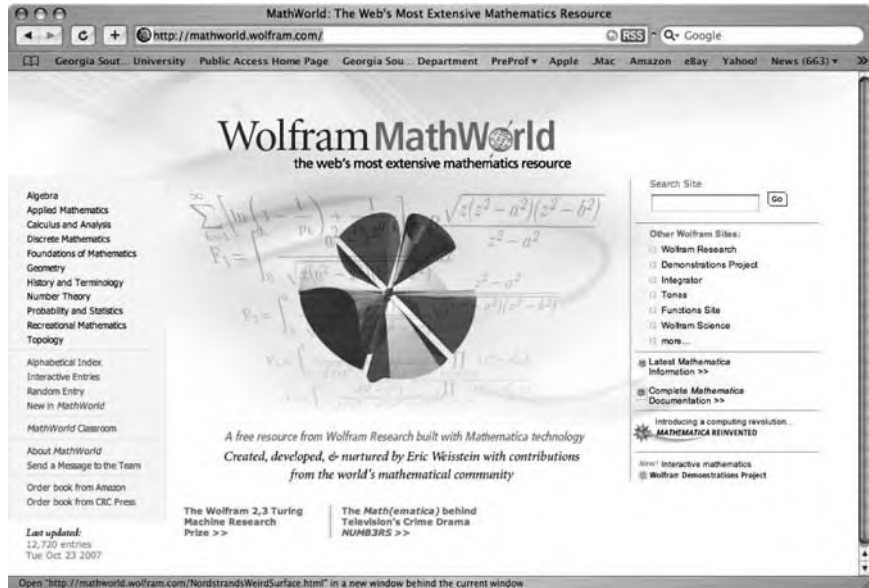 MathWorld: The Web's Most Extensive Mathematics Resource
http://mathworld.wolfram.com/
RSS
Google
Georgia Sout... University Public Access Home Page Georgia Sou... Department PreProf Apple .Mac Amazon eBay Yahoo! News (663)
Wolfram MathWorld
the web's most extensive mathematics resource
Algebra
Applied Mathematics
Calculus and Analysis
Discrete Mathematics
Foundations of Mathematics
Geometry
History and Terminology
Number Theory
Probability and Statistics
Recreational Mathematics
Topology
Alphabetical Index
Interactive Entries
Random Entry
New in MathWorld
MathWorld Classroom
About MathWorld
Send a Message to the Team
Order book from Amazon
Order book from CRC Press
Last updated:
12,720 entries
Tue Oct 23 2007
A free resource from Wolfram Research built with Mathematica technology
Created, developed, & nurtured by Eric Weisstein with contributions
from the world's mathematical community
The Wolfram 2,3 Turing
Machine Research
Prize >>
The Math(ematica) behind
Television's Crime Drama
NUMB3RS >>
Search Site
Go
Other Wolfram Sites:
Wolfram Research
Demonstrations Project
Integrator
Tones
Functions Site
Wolfram Science
more...
Latest Mathematica
Information >>
Complete Mathematica
Documentation >>
Introducing a computing revolution...
MATHEMATICA REINVENTED
New! Interactive mathematics
Wolfram Demonstrations Project
Open "http://mathworld.wolfram.com/NordstrandsWeirdSurface.html" in a new window behind the current window